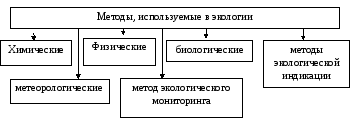 Методы, используемые в экологии
Химические
Физические
биологические
методы
экологической
индикации
метеорологические
метод экологического
мониторинга